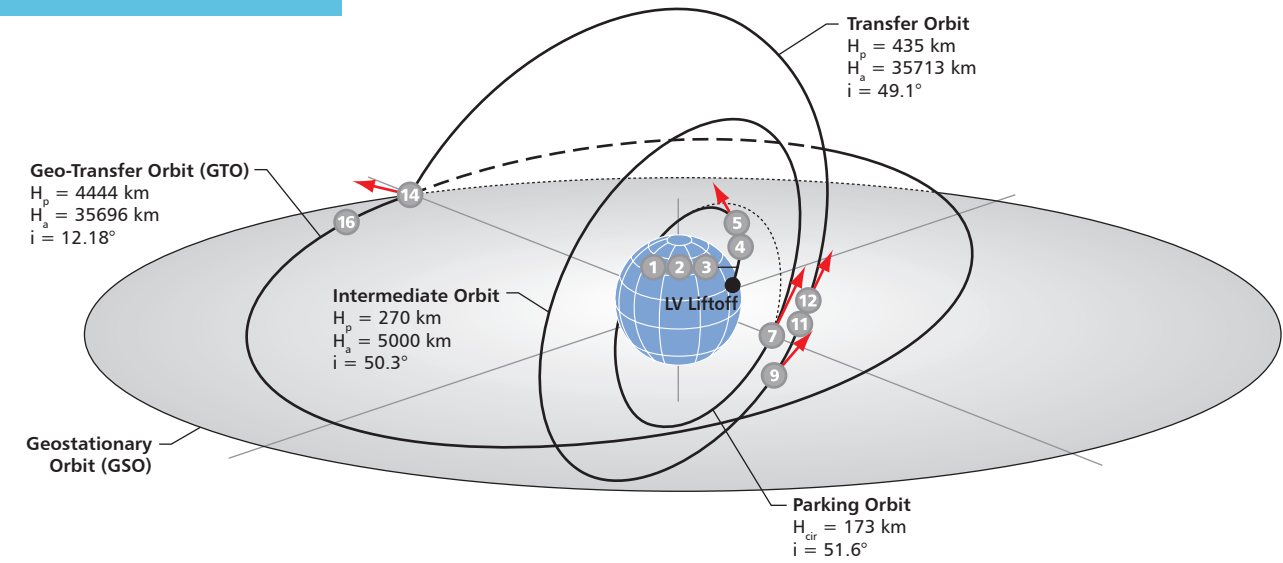 Transfer Orbit
Hp = 435 km
Ha = 35713 km
i = 49.1°
Geo-Transfer Orbit (GTO)
Hp = 4444 km
Ha = 35696 km
i = 12.18°
14
16
5
4
1 2 3
LV Liftoff
Intermediate Orbit
Hp = 270 km
Ha = 5000 km
i = 50.3°
12
11
7
9
Geostationary
Orbit (GSO)
Parking Orbit
Hcir = 173 km
i = 51.6°